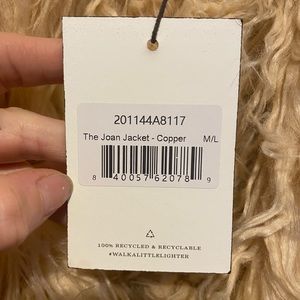 201144A8117
The Joan Jacket - Copper M/L
8 40057 62078 9
100% RECYCLED & RECYCLABLE
#WALKALITTLELIGHTER